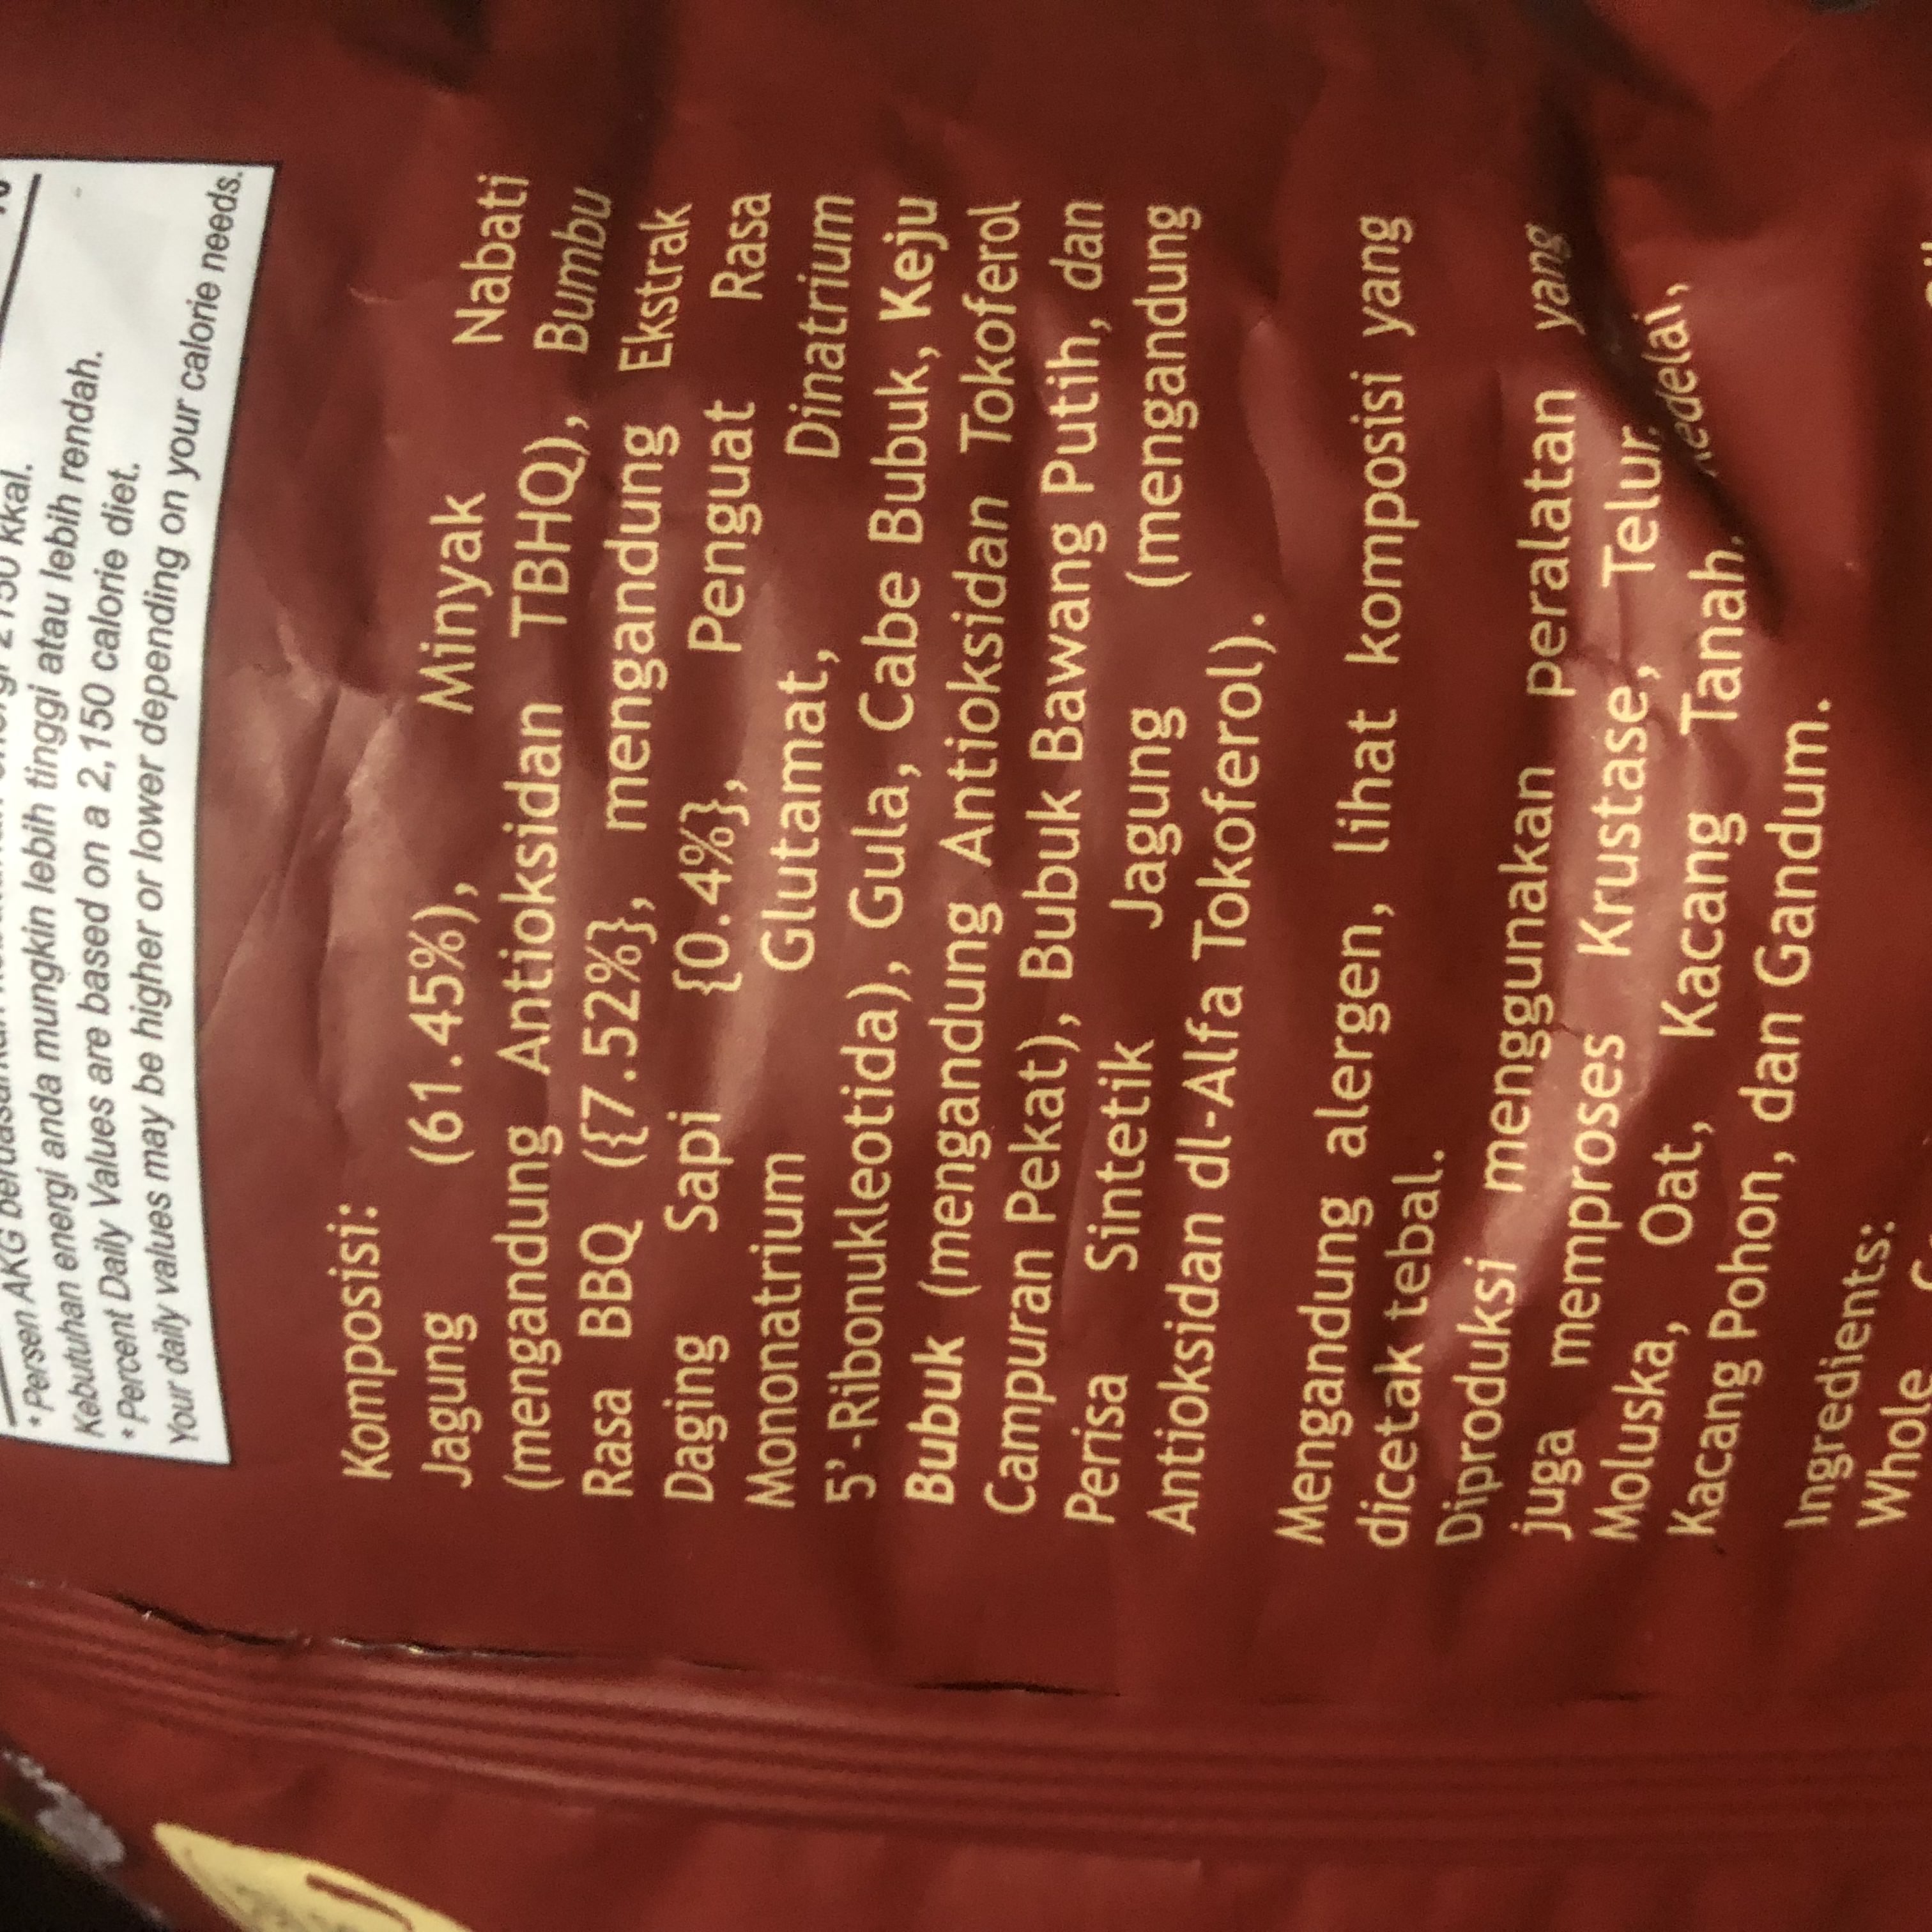 * Persen AKG berdasarkan kebutuhan energi 2150 kkal.
Kebutuhan energi anda mungkin lebih tinggi atau lebih rendah.
* Percent Daily Values are based on a 2,150 calorie diet.
Your daily values may be higher or lower depending on your calorie needs.
Komposisi:
Jagung (61.45%), Minyak Nabati
(mengandung Antioksidan TBHQ), Bumbu
Rasa BBQ ({7.52%}, mengandung Ekstrak
Daging Sapi {0.4%}, Penguat Rasa
Mononatrium Glutamat, Dinatrium
5’-Ribonukleotida), Gula, Cabe Bubuk, Keju
Bubuk (mengandung Antioksidan Tokoferol
Campuran Pekat), Bubuk Bawang Putih, dan
Perisa Sintetik Jagung (mengandung
Antioksidan dl-Alfa Tokoferol).
Mengandung alergen, lihat komposisi yang
dicetak tebal.
Diproduksi menggunakan peralatan yang
juga memproses Krustase, Telur,
Moluska, Oat, Kacang Tanah, Kedelai,
Kacang Pohon, dan Gandum.
Ingredients:
Whole